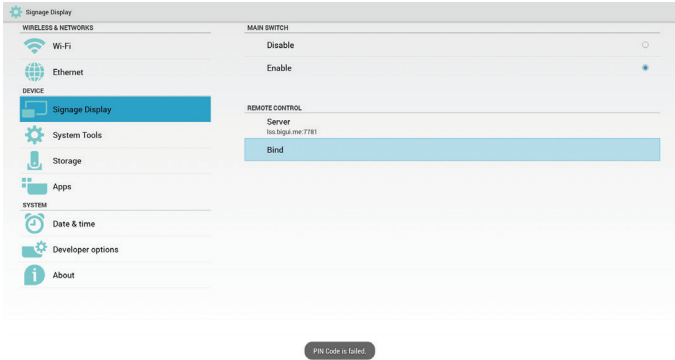 Signage Display
WIRELESS & NETWORKS
Wi-Fi
Ethernet
DEVICE
Signage Display
System Tools
Storage
Apps
SYSTEM
Date & time
Developer options
About
MAIN SWITCH
Disable
Enable
REMOTE CONTROL
Server
lss.bigui.me:7781
Bind
PIN Code is failed.